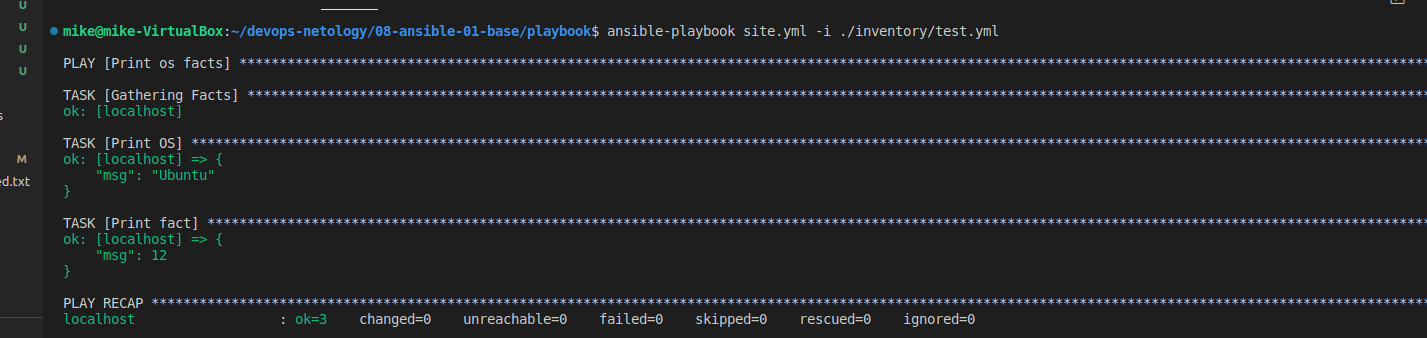 U
mike@mike-VirtualBox:~/devops-netology/08-ansible-01-base/playbook$ ansible-playbook site.yml -i ./inventory/test.yml
U
U
PLAY [Print os facts] ****************************************************************************************************************************************************
U
TASK [Gathering Facts] ***************************************************************************************************************************************************
ok: [localhost]
s
TASK [Print OS] **********************************************************************************************************************************************************
M
ok: [localhost] => {
    "msg": "Ubuntu"
ed.txt
}
TASK [Print fact] ********************************************************************************************************************************************************
ok: [localhost] => {
    "msg": 12
}
PLAY RECAP ***************************************************************************************************************************************************************
localhost                  : ok=3    changed=0    unreachable=0    failed=0    skipped=0    rescued=0    ignored=0